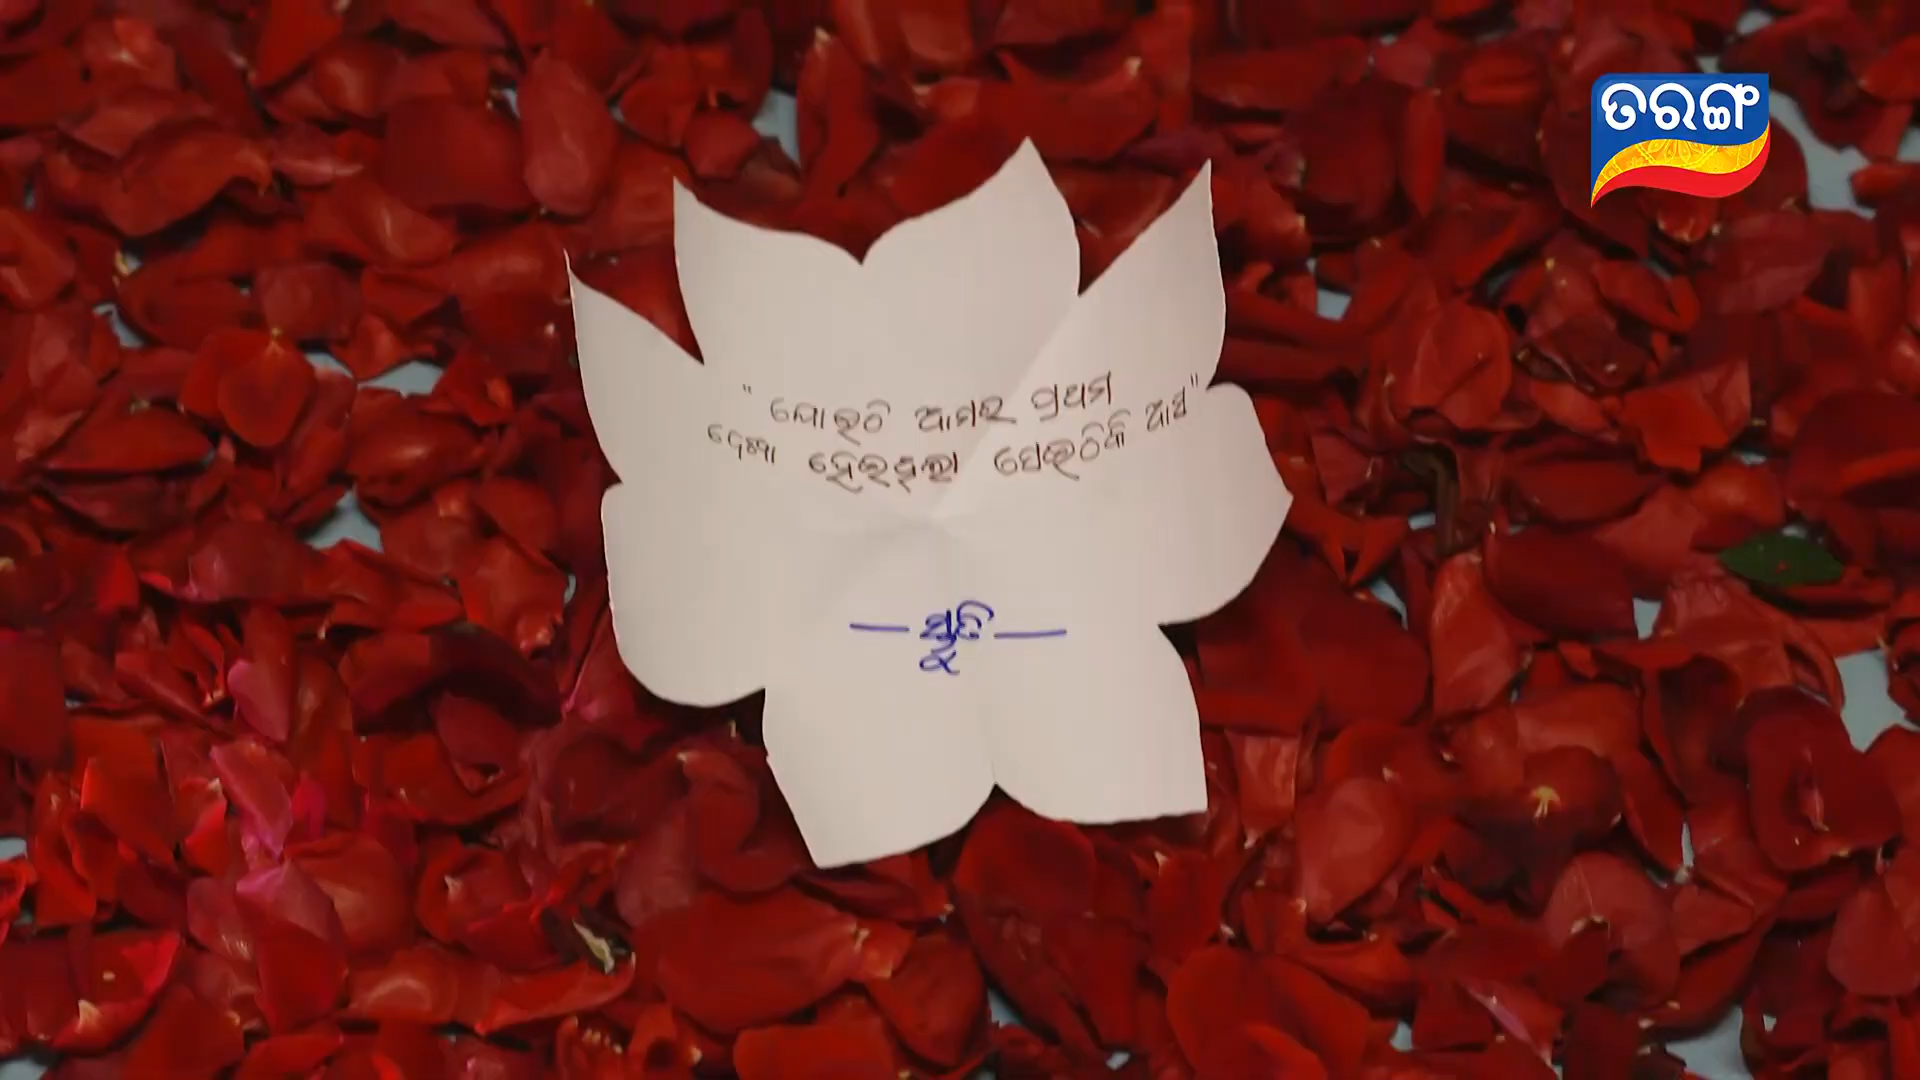 ତରଙ୍ଗ
"ଯୋଉଠି ଆମର ପ୍ରଥମ
ଦେଖା ହେଇଥିଲା ସେଇଠିକି ଆସ"